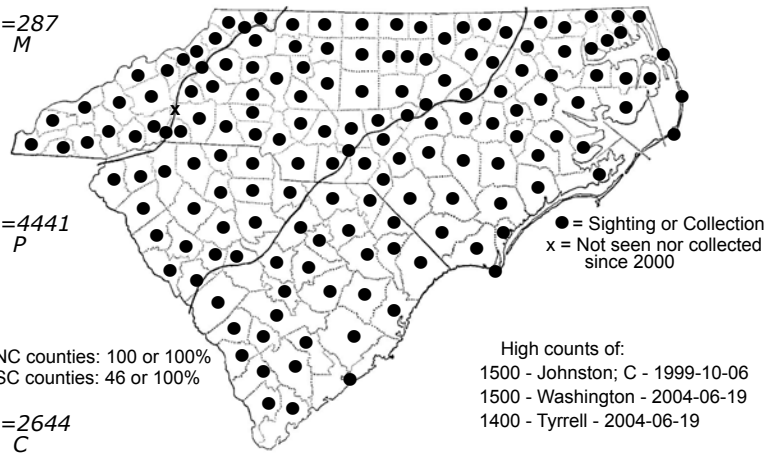 =287
M
x
=4441
P
● = Sighting or Collection
x = Not seen nor collected
since 2000
NC counties: 100 or 100%
SC counties: 46 or 100%
High counts of:
1500 - Johnston; C - 1999-10-06
1500 - Washington - 2004-06-19
1400 - Tyrrell - 2004-06-19
=2644
C